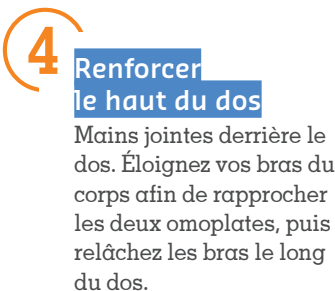 4
Renforcer
le haut du dos
Mains jointes derrière le
dos. Éloignez vos bras du
corps afin de rapprocher
les deux omoplates, puis
relâchez les bras le long
du dos.